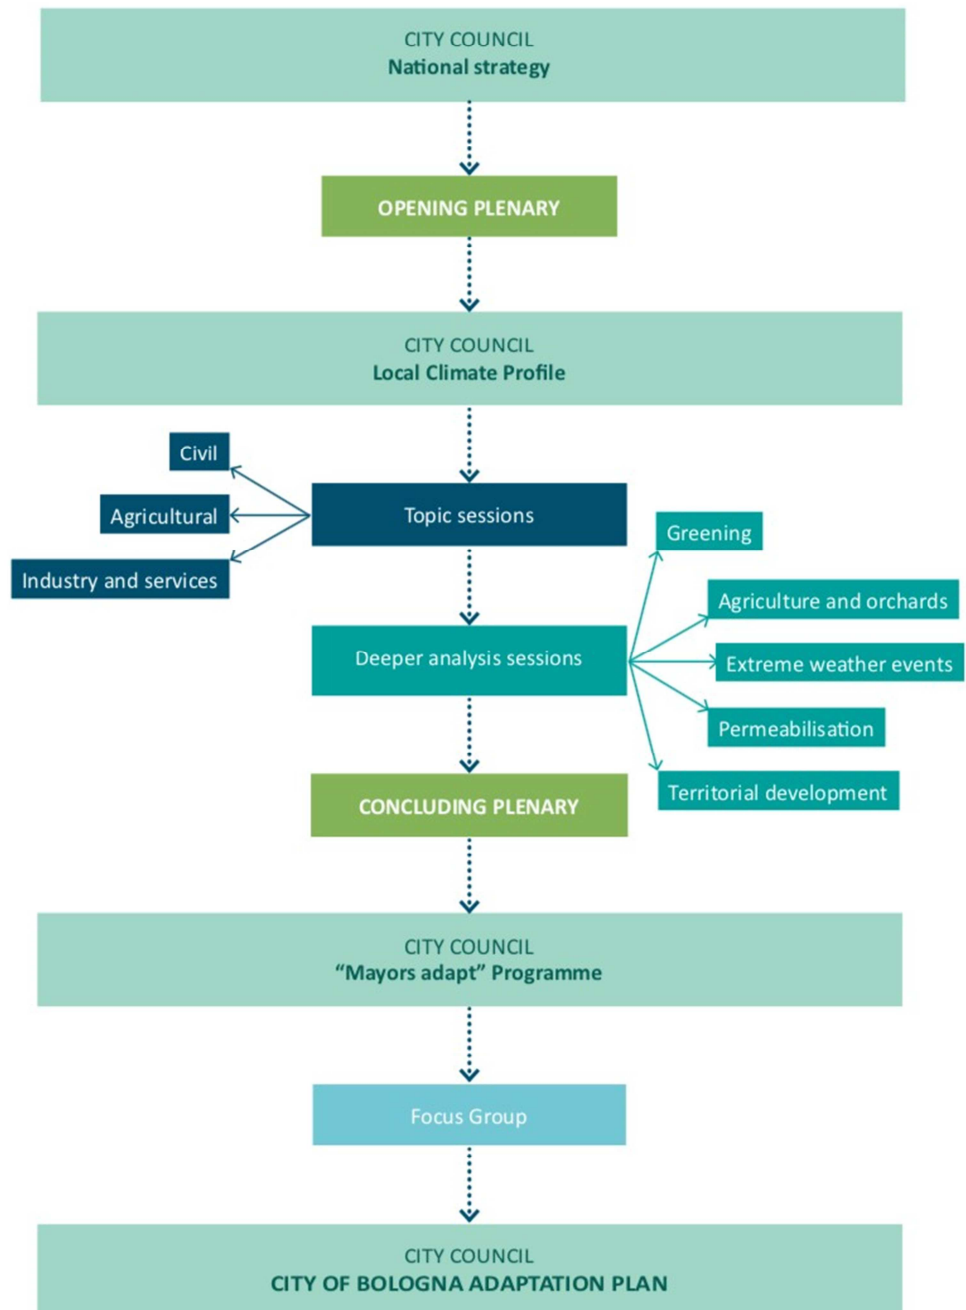 CITY COUNCIL
National strategy
OPENING PLENARY
CITY COUNCIL
Local Climate Profile
Civil
Agricultural
Industry and services
Topic sessions
Greening
Agriculture and orchards
Deeper analysis sessions
Extreme weather events
Permeabilisation
Territorial development
CONCLUDING PLENARY
CITY COUNCIL
“Mayors adapt” Programme
Focus Group
CITY COUNCIL
CITY OF BOLOGNA ADAPTATION PLAN